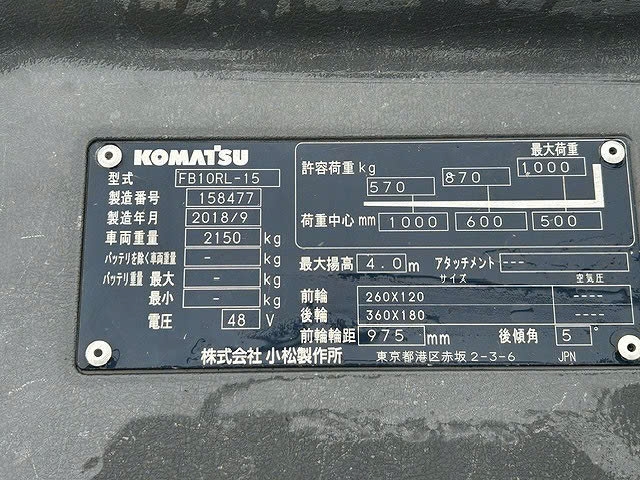 KOMATSU
型式 FB10RL-15
製造番号 158477
製造年月 2018/9
車両重量 2150 kg
バッテリを除く車両重量 - kg
バッテリ重量 最大 - kg
最小 - kg
電圧 48 V
最大荷重
許容荷重 kg 570 870 1,000
荷重中心 mm 1000 600 500
最大揚高 4.0 m アタッチメント ---
サイズ 空気圧
前輪 260X120 ----
後輪 360X180 ----
前輪輪距 975 mm 後傾角 5°
株式会社 小松製作所 東京都港区赤坂2-3-6 JPN